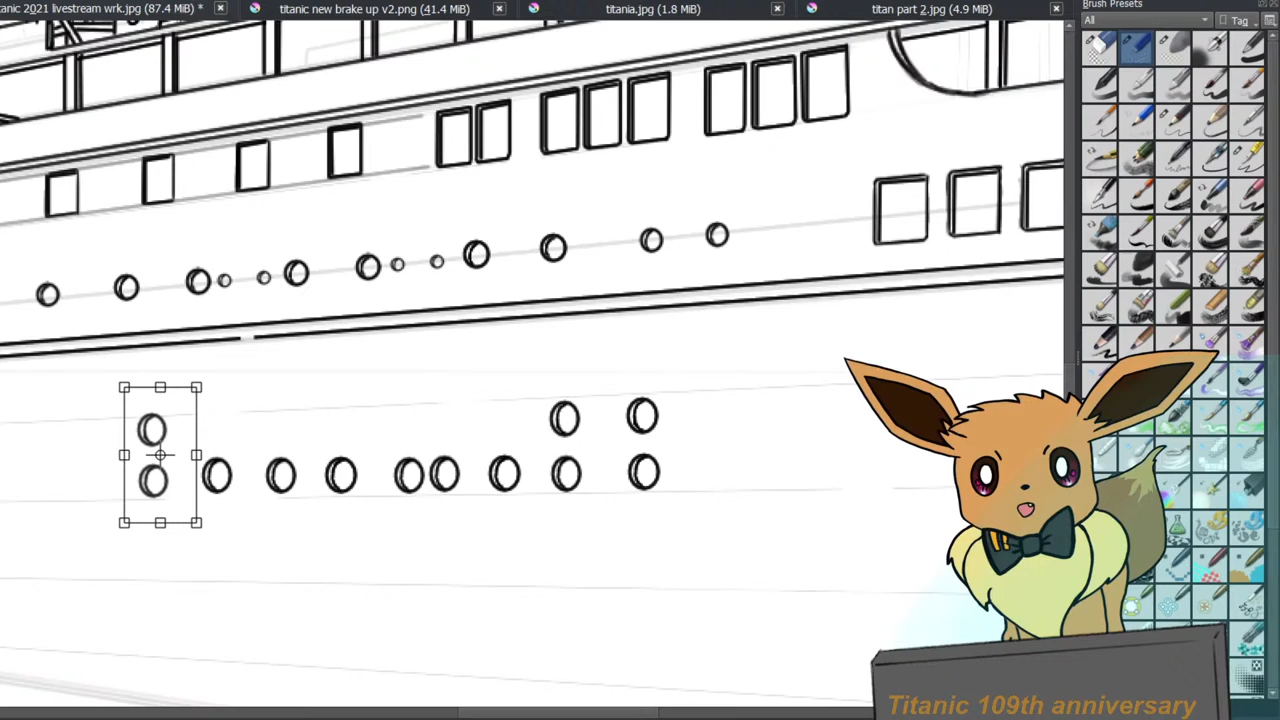 tanic 2021 livestream wrk.jpg (87.4 MiB) *
titanic new brake up v2.png (41.4 MiB)
titania.jpg (1.8 MiB)
titan part 2.jpg (4.9 MiB)
Brush Presets
All
Tag
Titanic 109th anniversary